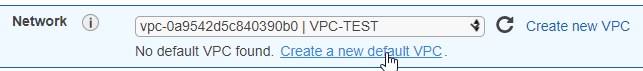 Network i vpc-0a9542d5c840390b0 | VPC-TEST Create new VPC
No default VPC found. Create a new default VPC.